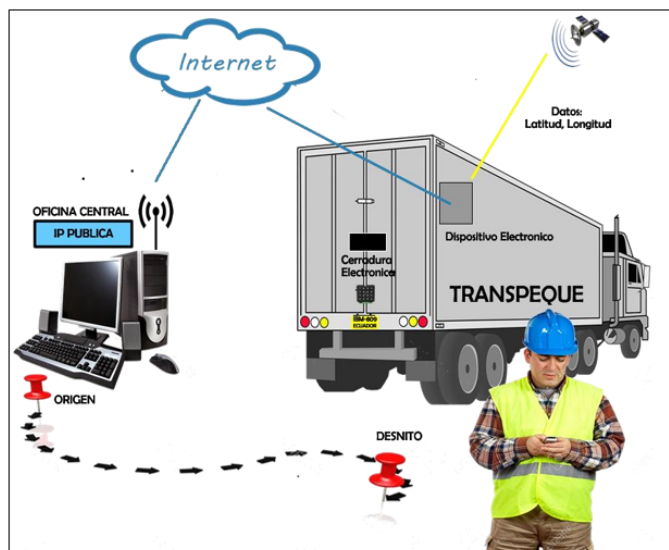 Internet
Datos:
Latitud, Longitud
OFICINA CENTRAL
IP PUBLICA
Dispositivo Electronico
Cerradura
Electronica
TRANSPEQUE
ECUADOR
ORIGEN
DESNITO